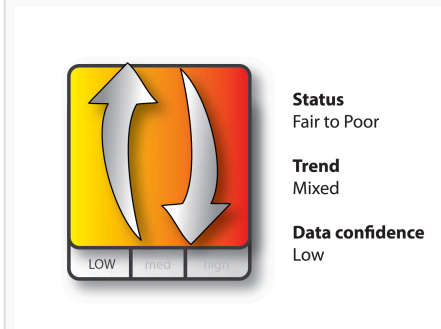 Status
Fair to Poor
Trend
Mixed
Data confidence
Low
LOW med high